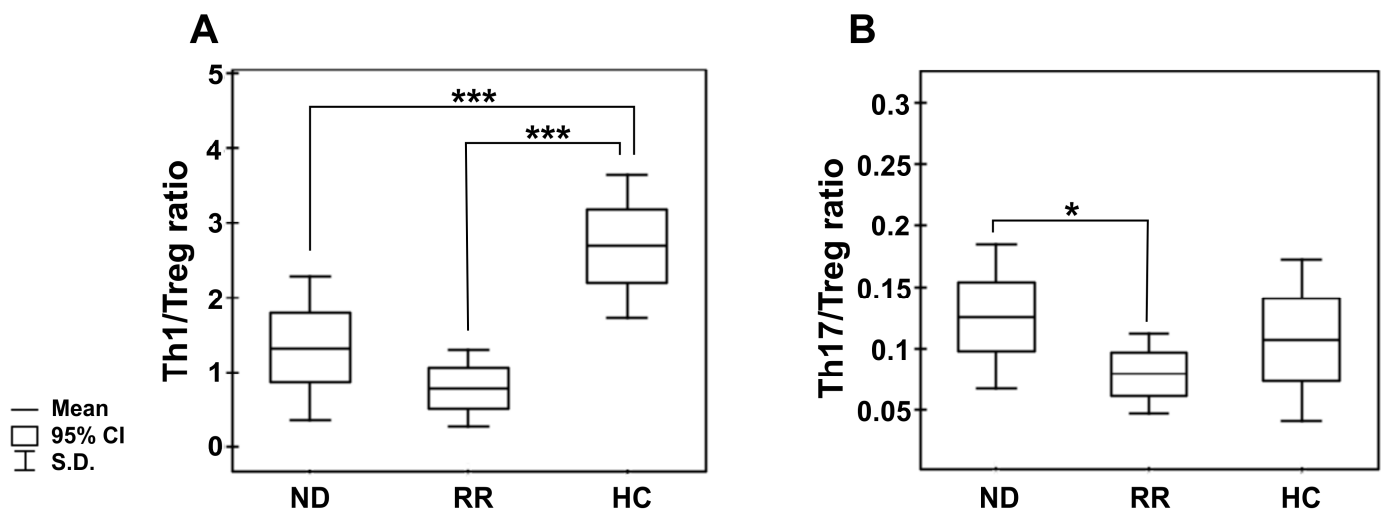 A
Th1/Treg ratio
5
4
3
2
1
0
***
***
ND RR HC
Mean
95% CI
S.D.
B
Th17/Treg ratio
0.3
0.25
0.2
0.15
0.1
0.05
*
ND RR HC